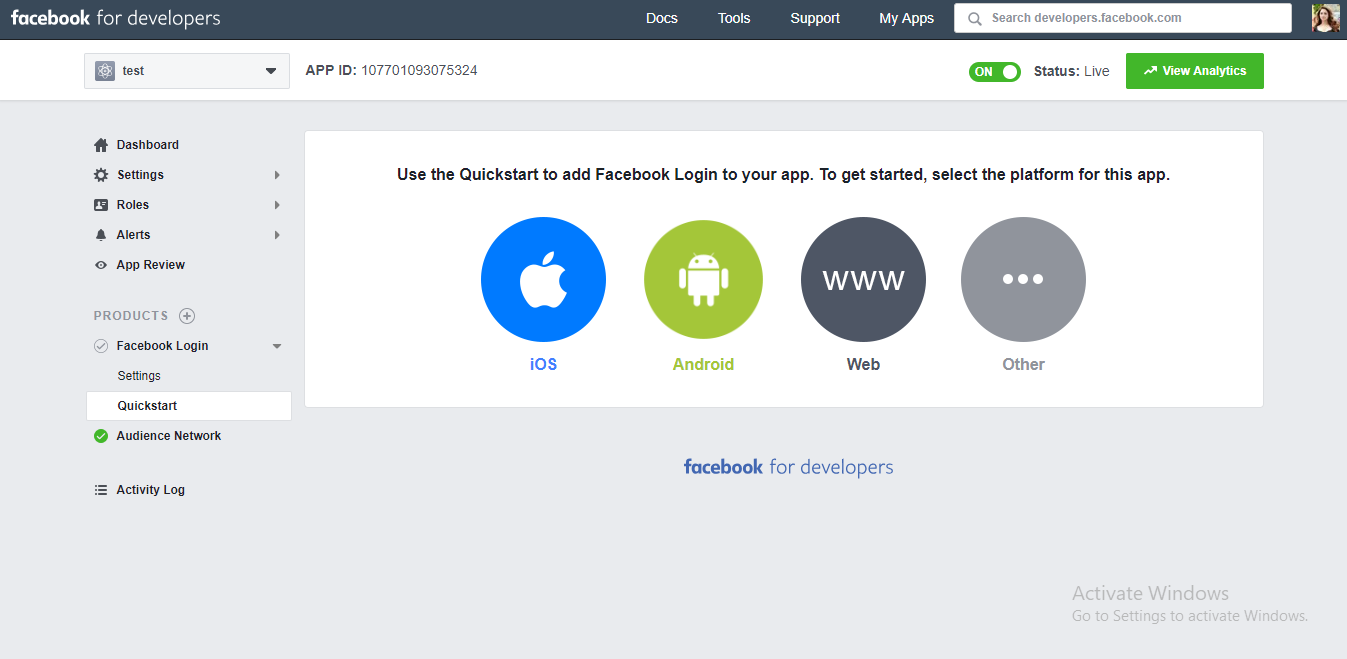 facebook for developers
Docs Tools Support My Apps Search developers.facebook.com
test APP ID: 107701093075324 ON Status: Live View Analytics
Dashboard
Settings
Roles
Alerts
App Review
PRODUCTS
Facebook Login
Settings
Quickstart
Audience Network
Activity Log
Use the Quickstart to add Facebook Login to your app. To get started, select the platform for this app.
WWW
iOS Android Web Other
facebook for developers
Activate Windows
Go to Settings to activate Windows.